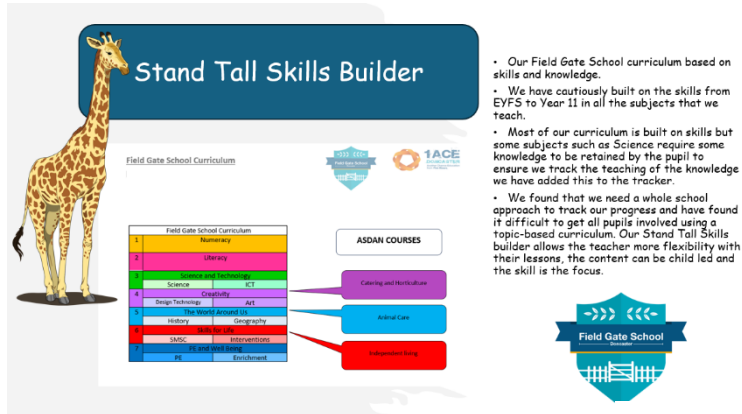 Stand Tall Skills Builder
Field Gate School Curriculum
1ACE
Field Gate School Curriculum
1 Numeracy
2 Literacy
3 Science and Technology
Science ICT
4 Creativity
Design Technology Art
5 The World Around Us
History Geography
6 Skills for Life
SMSC Interventions
7 PE and Well Being
PE Enrichment
ASDAN COURSES
Catering and Horticulture
Animal Care
Independent living
• Our Field Gate School curriculum based on
skills and knowledge.
• We have cautiously built on the skills from
EYFS to Year 11 in all the subjects that we
teach.
• Most of our curriculum is built on skills but
some subjects such as Science require some
knowledge to be retained by the pupil to
ensure we track the teaching of the knowledge
we have added this to the tracker.
• We found that we need a whole school
approach to track our progress and have found
it difficult to get all pupils involved using a
topic-based curriculum. Our Stand Tall Skills
builder allows the teacher more flexibility with
their lessons, the content can be child led and
the skill is the focus.
Field Gate School
Doncaster